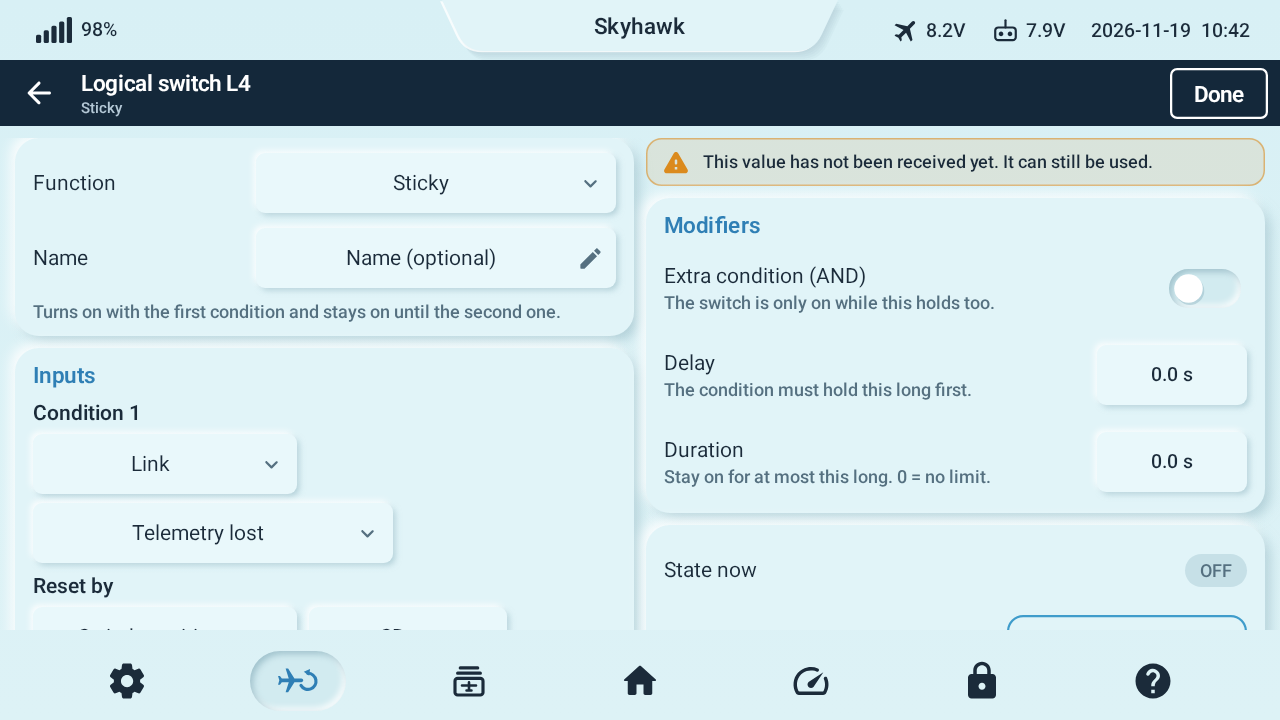 98%
Skyhawk
8.2V
7.9V
2026-11-19 10:42
Logical switch L4
Sticky
Done
Function
Sticky
Name
Name (optional)
Turns on with the first condition and stays on until the second one.
Inputs
Condition 1
Link
Telemetry lost
Reset by
This value has not been received yet. It can still be used.
Modifiers
Extra condition (AND)
The switch is only on while this holds too.
Delay
The condition must hold this long first.
0.0 s
Duration
Stay on for at most this long. 0 = no limit.
0.0 s
State now
OFF